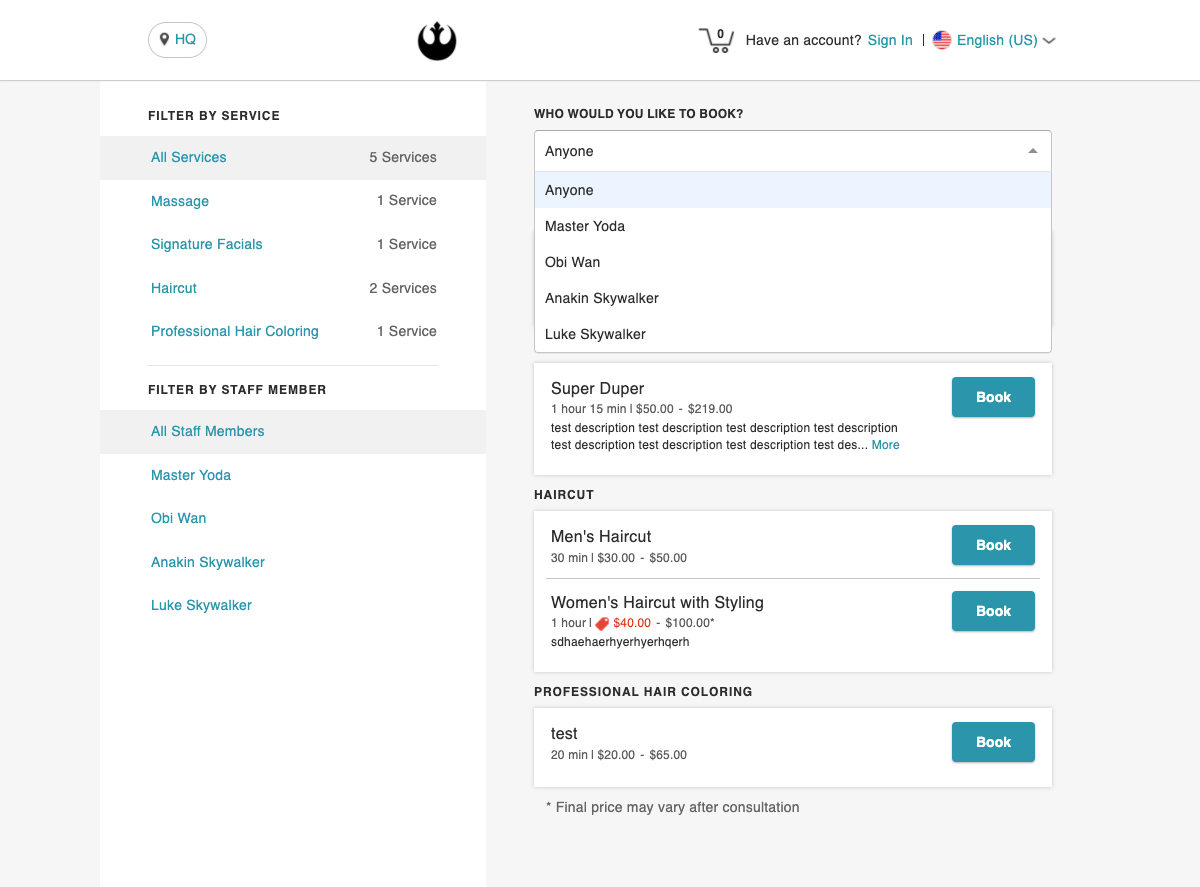 HQ
0
Have an account? Sign In | English (US)
FILTER BY SERVICE
All Services 5 Services
Massage 1 Service
Signature Facials 1 Service
Haircut 2 Services
Professional Hair Coloring 1 Service
FILTER BY STAFF MEMBER
All Staff Members
Master Yoda
Obi Wan
Anakin Skywalker
Luke Skywalker
WHO WOULD YOU LIKE TO BOOK?
Anyone
Anyone
Master Yoda
Obi Wan
Anakin Skywalker
Luke Skywalker
Super Duper
1 hour 15 min | $50.00 - $219.00
test description test description test description test description
test description test description test description test des... More
Book
HAIRCUT
Men's Haircut
30 min | $30.00 - $50.00
Book
Women's Haircut with Styling
1 hour | $40.00 - $100.00*
sdhaehaerhyerhyerhqerh
Book
PROFESSIONAL HAIR COLORING
test
20 min | $20.00 - $65.00
Book
* Final price may vary after consultation